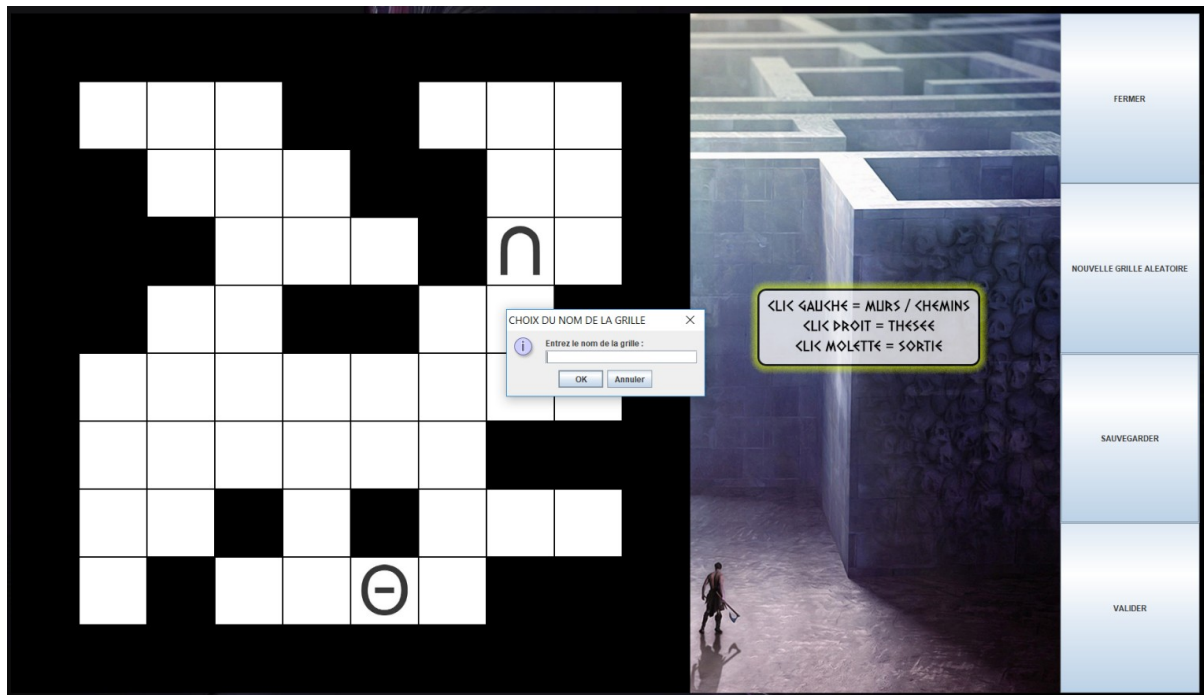 ∩
CHOIX DU NOM DE LA GRILLE
Entrez le nom de la grille :
OK
Annuler
Θ
CLIC GAUCHE = MURS / CHEMINS
CLIC DROIT = THESEE
CLIC MOLETTE = SORTIE
FERMER
NOUVELLE GRILLE ALEATOIRE
SAUVEGARDER
VALIDER